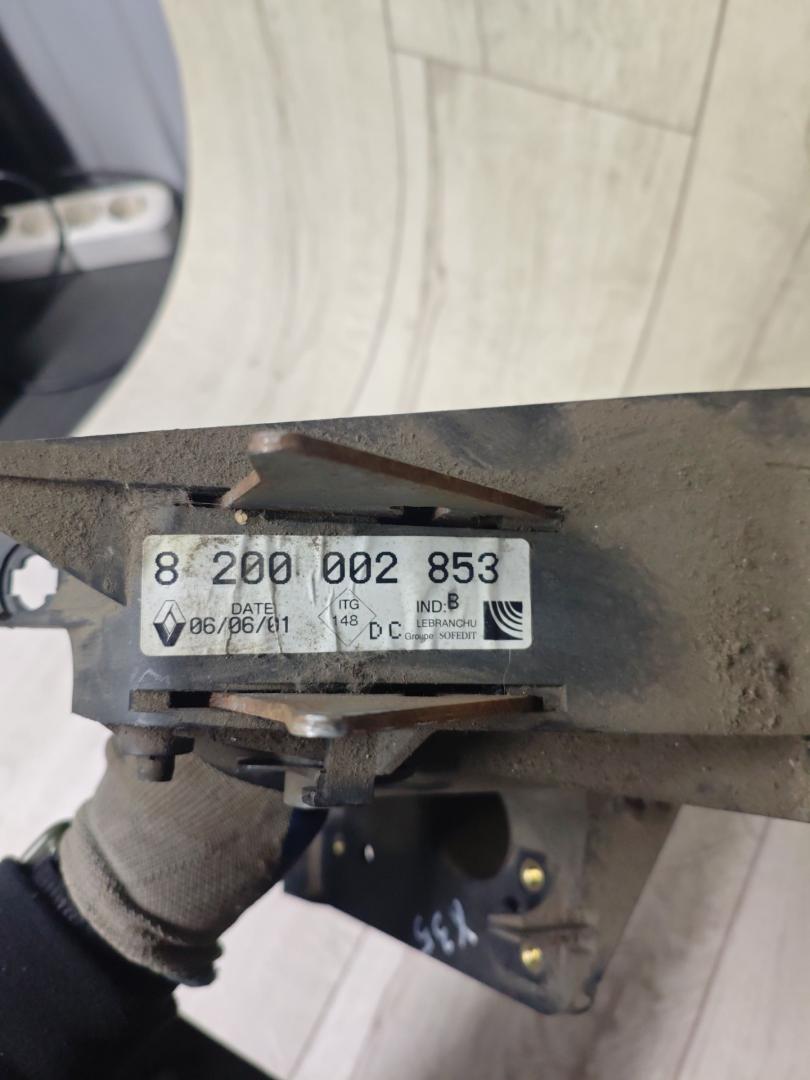 8 200 002 853
DATE
06/06/01
ITG
148
DC
IND:B
LEBRANCHU
Groupe SOFEDIT
X35